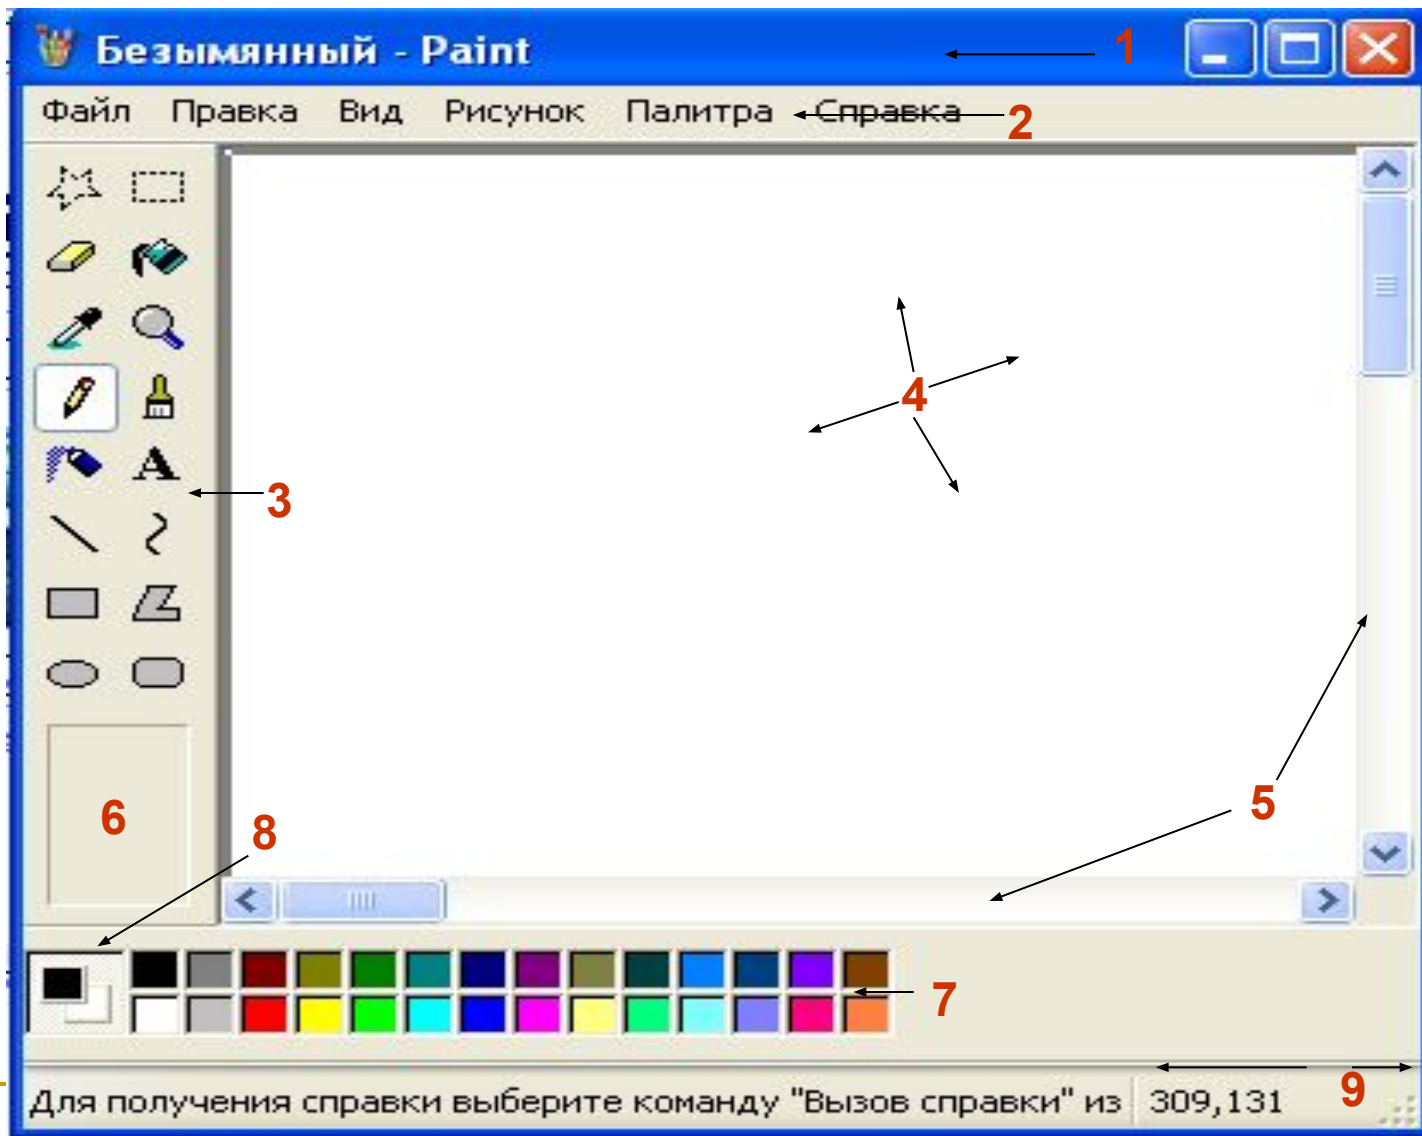 Безымянный - Paint 1
Файл Правка Вид Рисунок Палитра Справка 2
4
A
3
5
6
8
7
9
Для получения справки выберите команду "Вызов справки" из 309,131